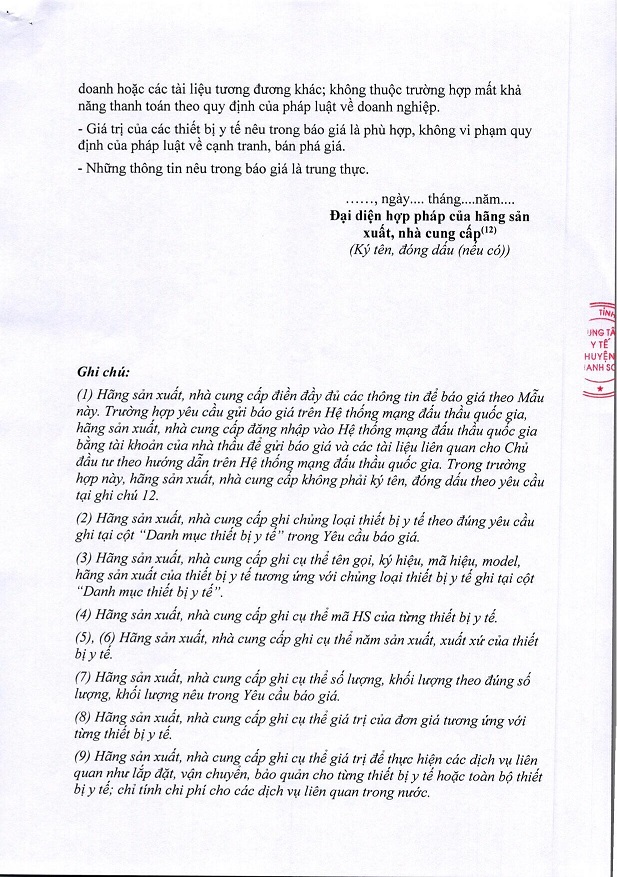 doanh hoặc các tài liệu tương đương khác; không thuộc trường hợp mất khả
năng thanh toán theo quy định của pháp luật về doanh nghiệp.
- Giá trị của các thiết bị y tế nêu trong báo giá là phù hợp, không vi phạm quy
định của pháp luật về cạnh tranh, bán phá giá.
- Những thông tin nêu trong báo giá là trung thực.
……, ngày.... tháng....năm....
Đại diện hợp pháp của hãng sản
xuất, nhà cung cấp(12)
(Ký tên, đóng dấu (nếu có))
TỈNH
UNG TÂ
Y TẾ
HUYỆN
ANH SƠ
Ghi chú:
(1) Hãng sản xuất, nhà cung cấp điền đầy đủ các thông tin để báo giá theo Mẫu
này. Trường hợp yêu cầu gửi báo giá trên Hệ thống mạng đấu thầu quốc gia,
hãng sản xuất, nhà cung cấp đăng nhập vào Hệ thống mạng đấu thầu quốc gia
bằng tài khoản của nhà thầu để gửi báo giá và các tài liệu liên quan cho Chủ
đầu tư theo hướng dẫn trên Hệ thống mạng đấu thầu quốc gia. Trong trường
hợp này, hãng sản xuất, nhà cung cấp không phải ký tên, đóng dấu theo yêu cầu
tại ghi chú 12.
(2) Hãng sản xuất, nhà cung cấp ghi chủng loại thiết bị y tế theo đúng yêu cầu
ghi tại cột “Danh mục thiết bị y tế” trong Yêu cầu báo giá.
(3) Hãng sản xuất, nhà cung cấp ghi cụ thể tên gọi, ký hiệu, mã hiệu, model,
hãng sản xuất của thiết bị y tế tương ứng với chủng loại thiết bị y tế ghi tại cột
“Danh mục thiết bị y tế”.
(4) Hãng sản xuất, nhà cung cấp ghi cụ thể mã HS của từng thiết bị y tế.
(5), (6) Hãng sản xuất, nhà cung cấp ghi cụ thể năm sản xuất, xuất xứ của thiết
bị y tế.
(7) Hãng sản xuất, nhà cung cấp ghi cụ thể số lượng, khối lượng theo đúng số
lượng, khối lượng nêu trong Yêu cầu báo giá.
(8) Hãng sản xuất, nhà cung cấp ghi cụ thể giá trị của đơn giá tương ứng với
từng thiết bị y tế.
(9) Hãng sản xuất, nhà cung cấp ghi cụ thể giá trị để thực hiện các dịch vụ liên
quan như lắp đặt, vận chuyển, bảo quản cho từng thiết bị y tế hoặc toàn bộ thiết
bị y tế; chỉ tính chi phí cho các dịch vụ liên quan trong nước.